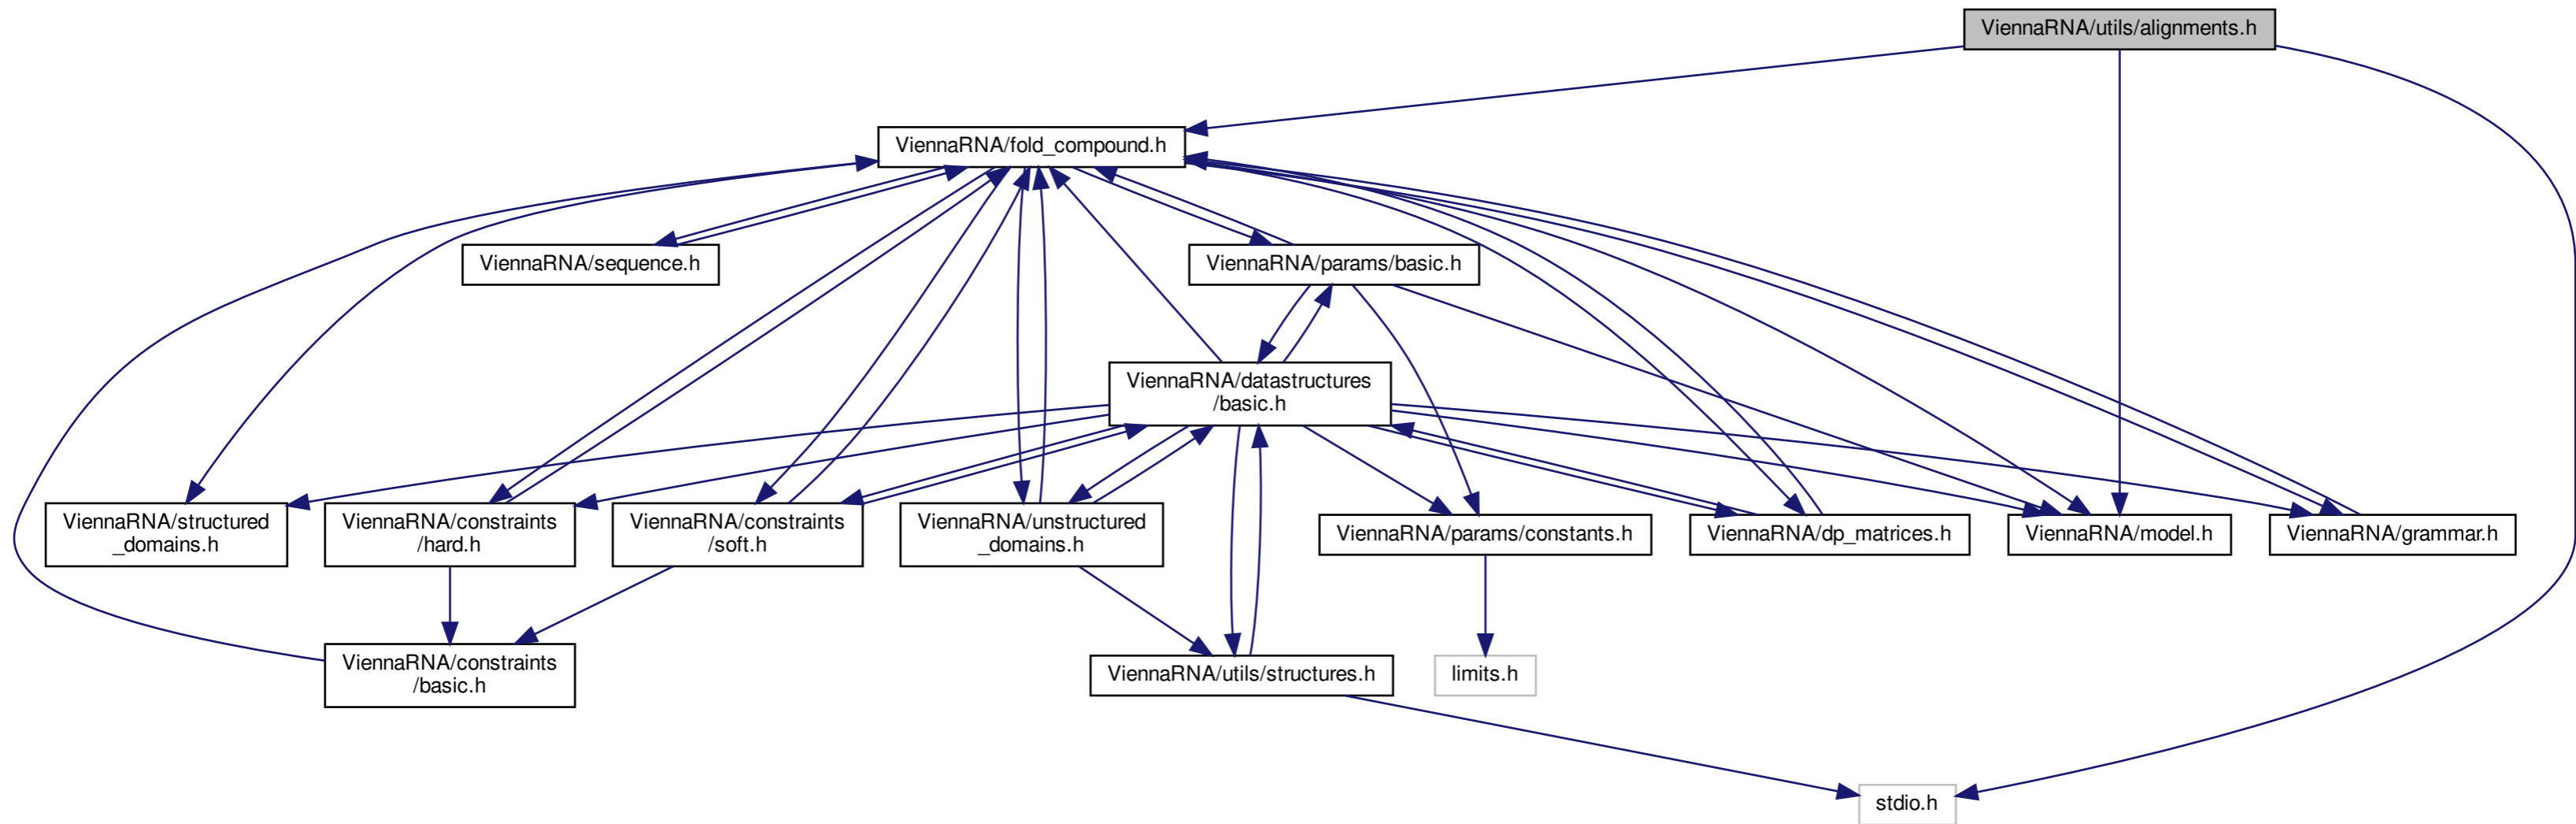 ViennaRNA/utils/alignments.h
ViennaRNA/fold_compound.h
ViennaRNA/sequence.h
ViennaRNA/params/basic.h
ViennaRNA/datastructures
/basic.h
ViennaRNA/structured
_domains.h
ViennaRNA/constraints
/hard.h
ViennaRNA/constraints
/soft.h
ViennaRNA/unstructured
_domains.h
ViennaRNA/params/constants.h
ViennaRNA/dp_matrices.h
ViennaRNA/model.h
ViennaRNA/grammar.h
ViennaRNA/constraints
/basic.h
ViennaRNA/utils/structures.h
limits.h
stdio.h